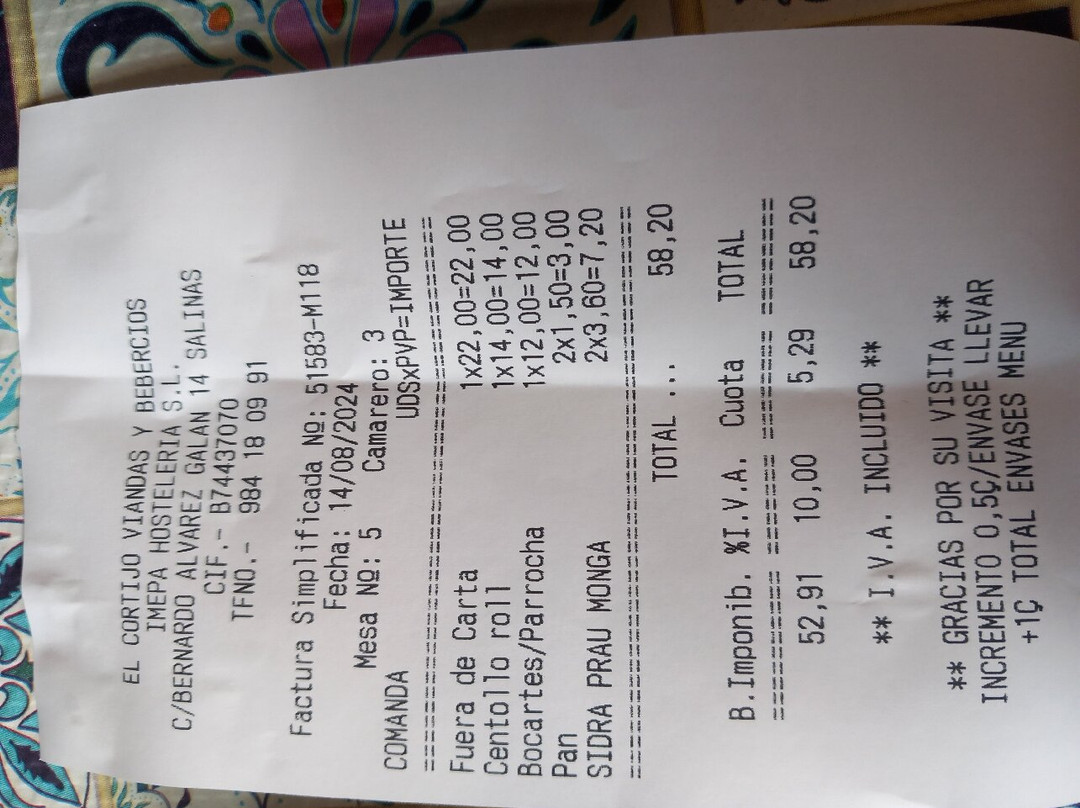 EL CORTIJO VIANDAS Y BEBERCIOS
IMEPA HOSTELERIA S.L.
C/BERNARDO ALVAREZ GALAN 14 SALINAS
CIF.- B74437070
TFNO.- 984 18 09 91
Factura Simplificada Nº: 51583-M118
Fecha: 14/08/2024
Mesa Nº: 5 Camarero: 3
COMANDA UDSxPVP=IMPORTE
Fuera de Carta 1x22,00=22,00
Centollo roll 1x14,00=14,00
Bocartes/Parrocha 1x12,00=12,00
Pan 2x1,50=3,00
SIDRA PRAU MONGA 2x3,60=7,20
TOTAL ... 58,20
B.Imponib. %I.V.A. Cuota TOTAL
52,91 10,00 5,29 58,20
** I.V.A. INCLUIDO **
** GRACIAS POR SU VISITA **
INCREMENTO 0,5Ç/ENVASE LLEVAR
+1Ç TOTAL ENVASES MENU